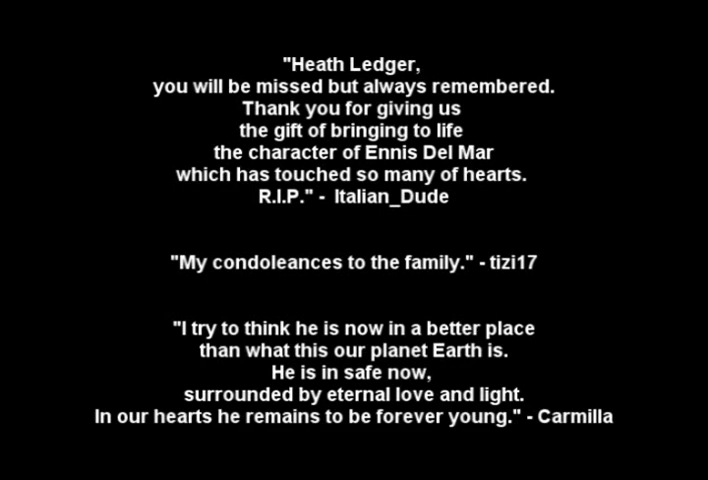 "Heath Ledger,
you will be missed but always remembered.
Thank you for giving us
the gift of bringing to life
the character of Ennis Del Mar
which has touched so many of hearts.
R.I.P." - Italian_Dude
"My condoleances to the family." - tizi17
"I try to think he is now in a better place
than what this our planet Earth is.
He is in safe now,
surrounded by eternal love and light.
In our hearts he remains to be forever young." - Carmilla